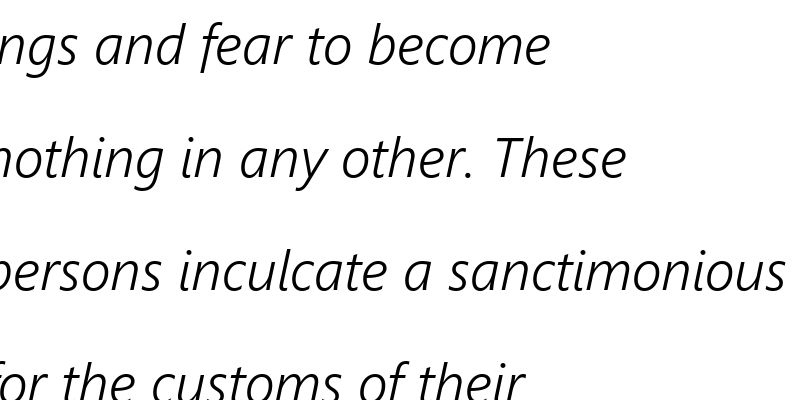 ngs and fear to become
nothing in any other. These
persons inculcate a sanctimonious
for the customs of their